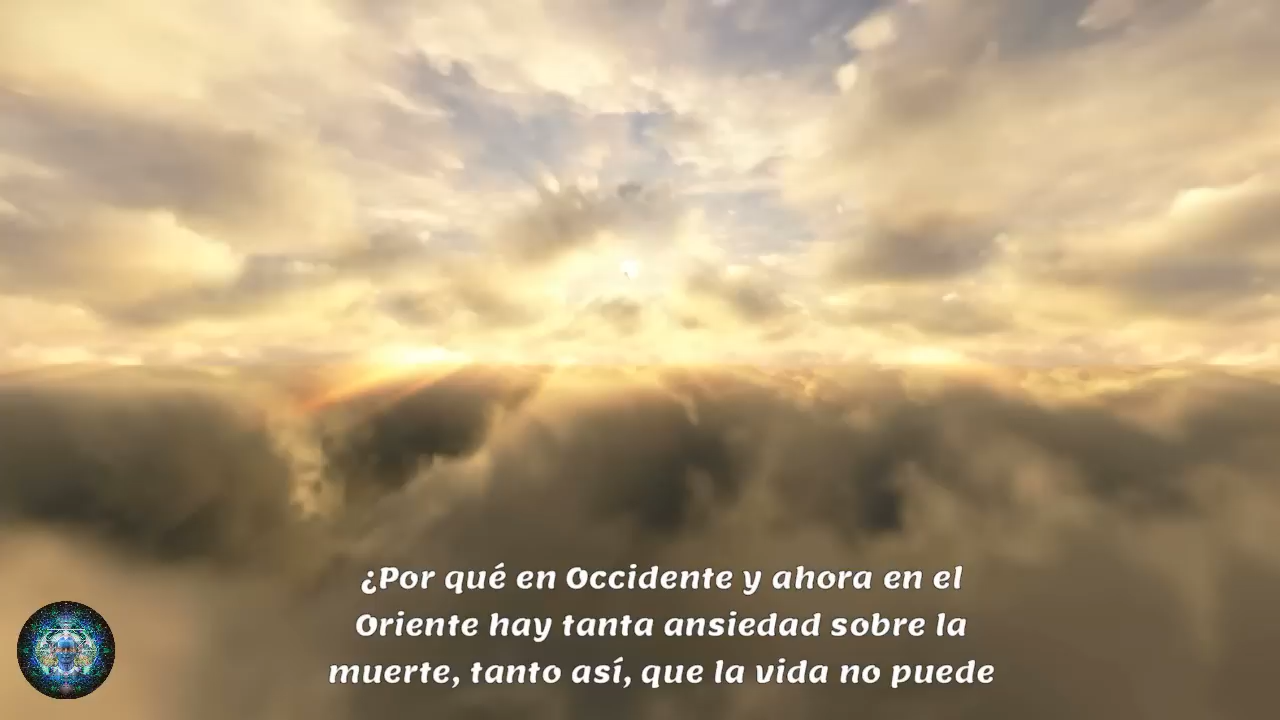 ¿Por qué en Occidente y ahora en el
Oriente hay tanta ansiedad sobre la
muerte, tanto así, que la vida no puede